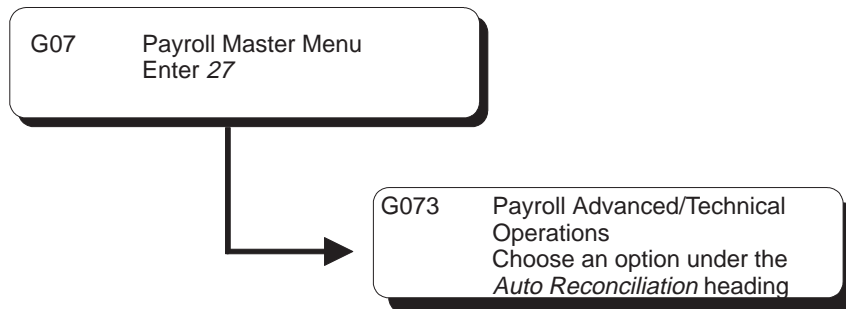 G07 Payroll Master Menu
Enter 27
G073 Payroll Advanced/Technical
Operations
Choose an option under the
Auto Reconciliation heading